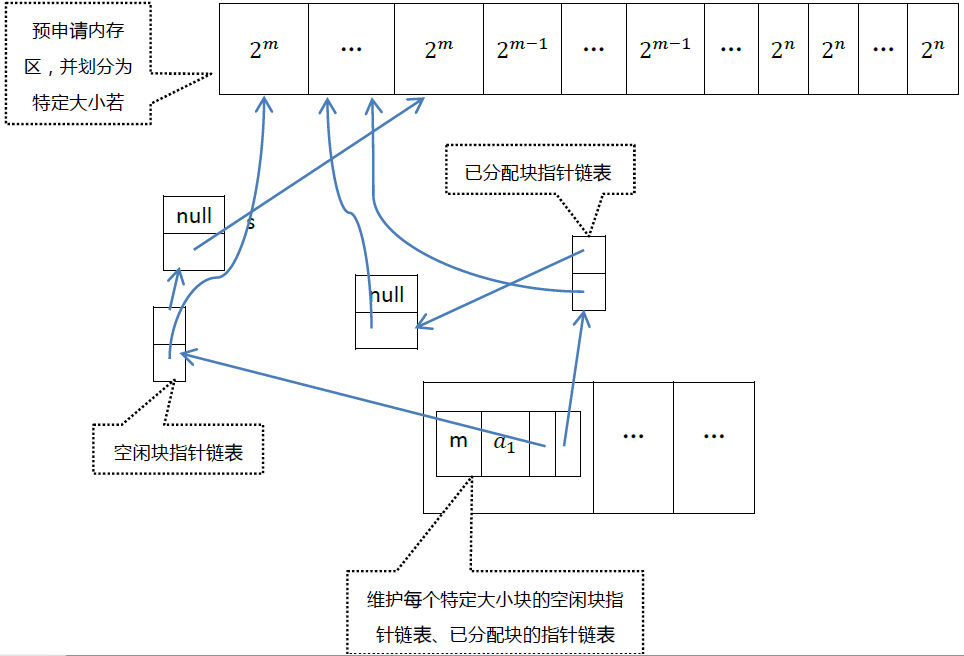 预申请内存
区，并划分为
特定大小若
2^m ... 2^m 2^{m-1} ... 2^{m-1} ... 2^n 2^n ... 2^n
已分配块指针链表
null
s
null
空闲块指针链表
m a_1
... ...
维护每个特定大小块的空闲块指
针链表、已分配块的指针链表